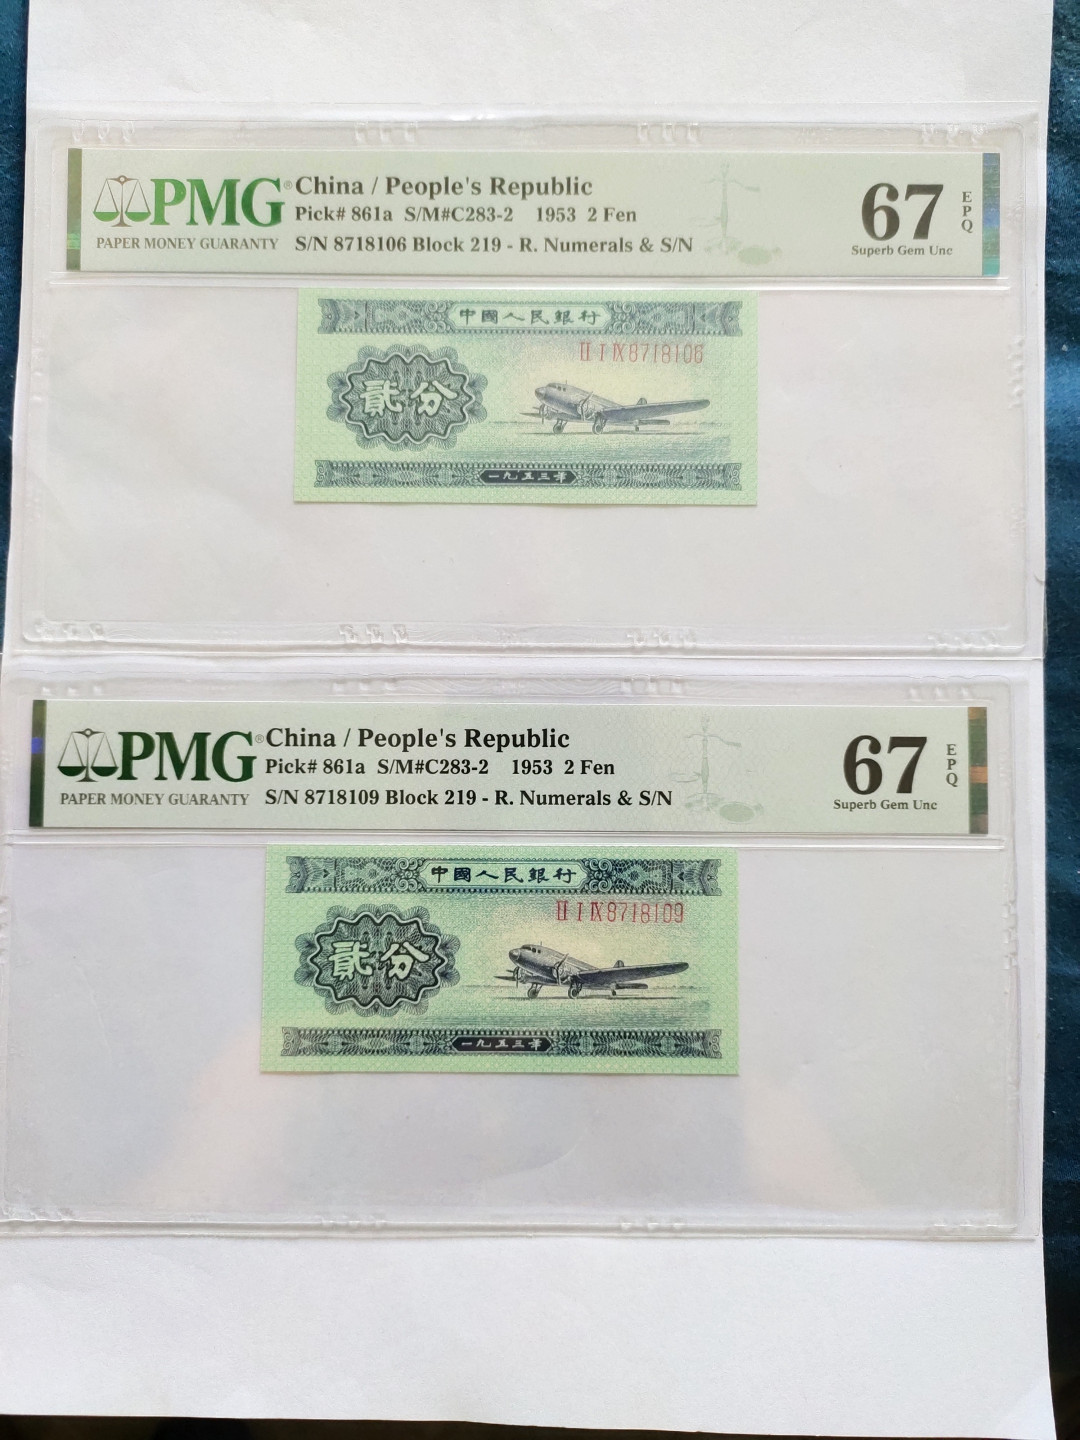 PMG®
PAPER MONEY GUARANTY
China / People's Republic
Pick# 861a S/M#C283-2 1953 2 Fen
S/N 8718106 Block 219 - R. Numerals & S/N
67
EPQ
Superb Gem Unc
中國人民銀行
II I IX 8718106
貳分
一九五三年
PMG®
PAPER MONEY GUARANTY
China / People's Republic
Pick# 861a S/M#C283-2 1953 2 Fen
S/N 8718109 Block 219 - R. Numerals & S/N
67
EPQ
Superb Gem Unc
中國人民銀行
II I IX 8718109
貳分
一九五三年